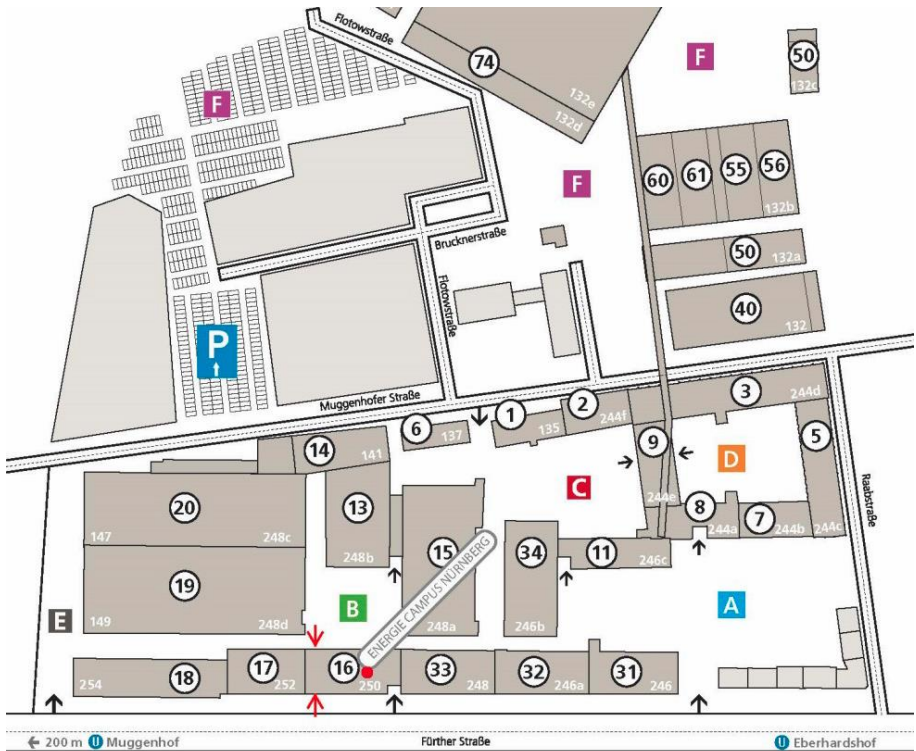 Flotowstraße
74
F
50
132c
132e
132d
F
F
60
61
55
56
132b
Brucknerstraße
50
132a
Flotowstraße
40
132
P
Muggenhofer Straße
3
244d
2
1
6
244f
135
137
5
9
14
141
D
C
Raabstraße
244e
20
13
8
7
147
248c
244a
244b
244c
15
34
11
248b
246c
19
ENERGIE CAMPUS NÜRNBERG
B
A
E
149
248d
248a
246b
18
17
16
33
32
31
254
252
250
248
246a
246
← 200 m U Muggenhof
Fürther Straße
U Eberhardshof